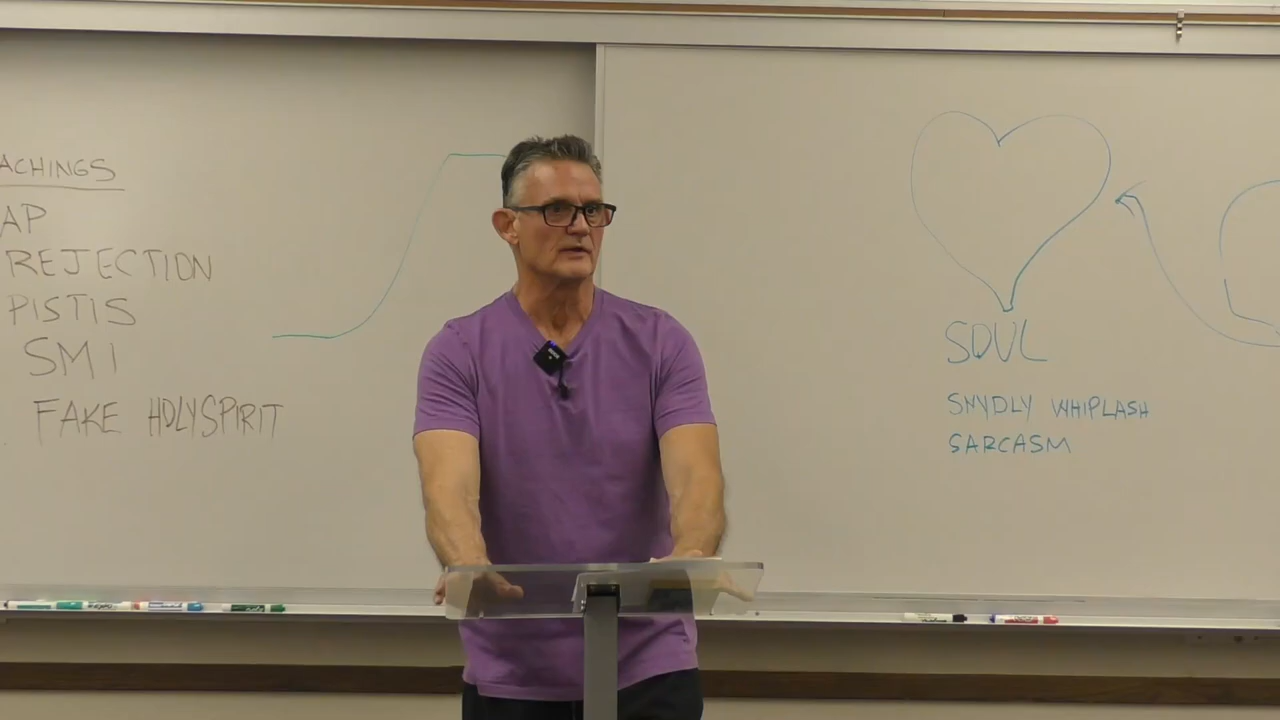 ACHINGS
AP
REJECTION
PISTIS
SMI
FAKE HOLYSPIRIT
SOUL
SNYDLY WHIPLASH
SARCASM